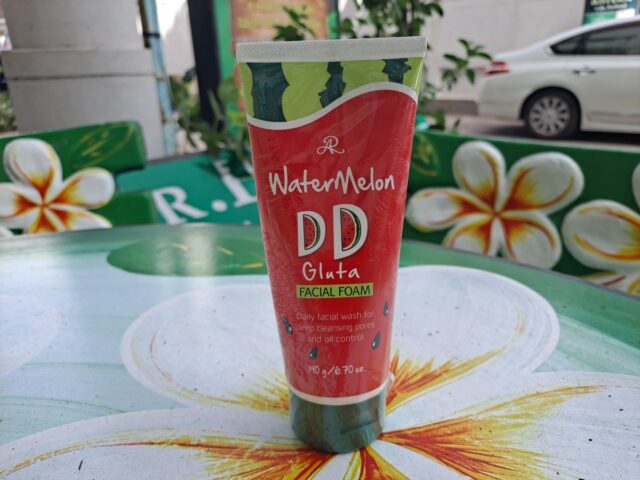 AR
WaterMelon
DD
Gluta
FACIAL FOAM
Daily facial wash for
deep cleansing pores
and oil control
190 g/6.70 oz.
R.